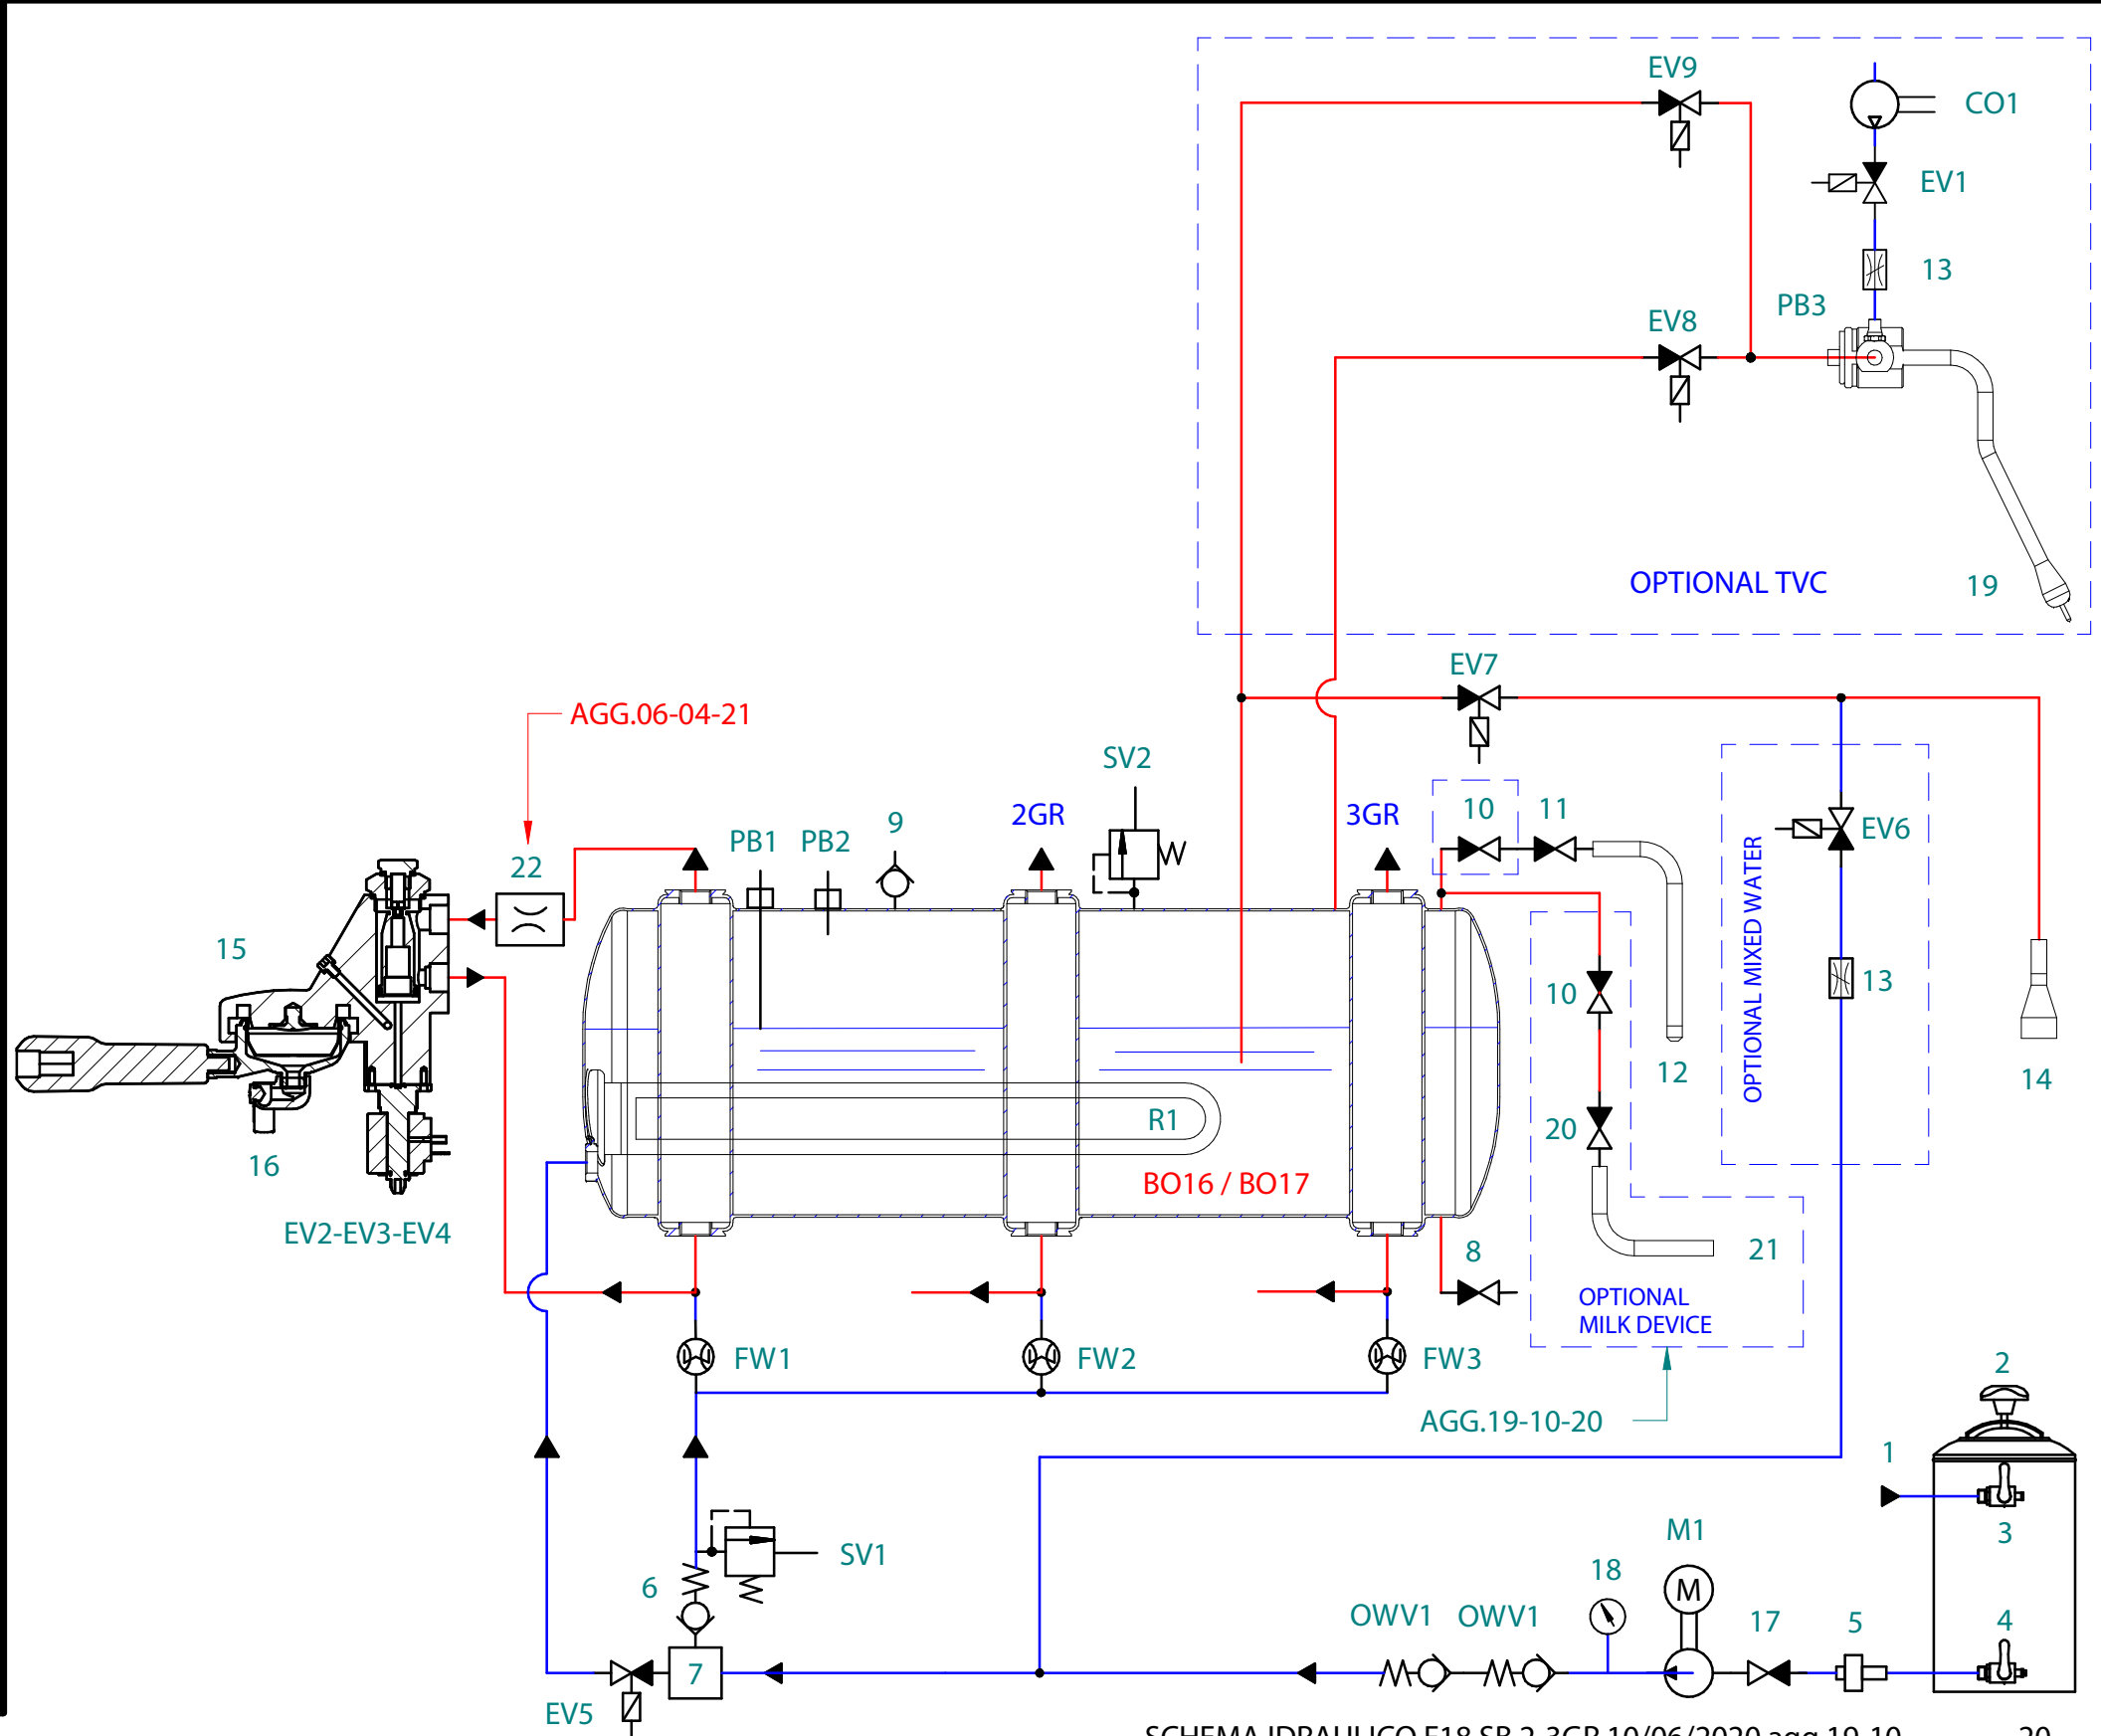 EV9
CO1
EV1
13
PB3
EV8
OPTIONAL TVC
19
EV7
AGG.06-04-21
SV2
2GR
3GR
10
11
9
PB1
PB2
22
EV6
OPTIONAL MIXED WATER
15
10
13
12
14
R1
20
16
BO16 / BO17
EV2-EV3-EV4
8
21
OPTIONAL
MILK DEVICE
FW1
FW2
FW3
2
AGG.19-10-20
1
3
M1
SV1
6
18
M
OWV1
OWV1
17
5
4
7
EV5